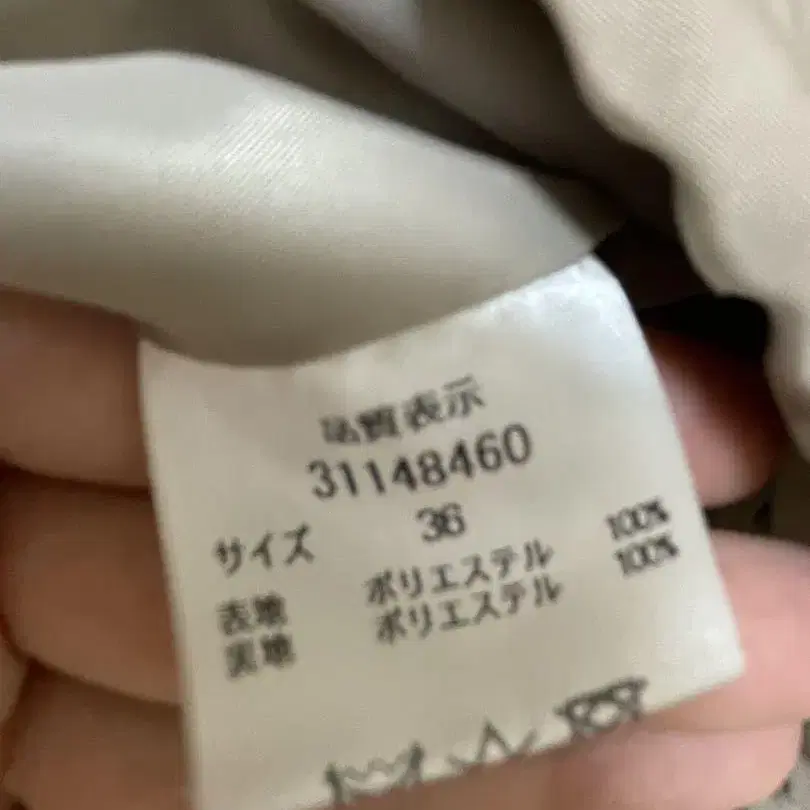 品質表示
31148460
サイズ 36
表地 ポリエステル 100%
裏地 ポリエステル 100%